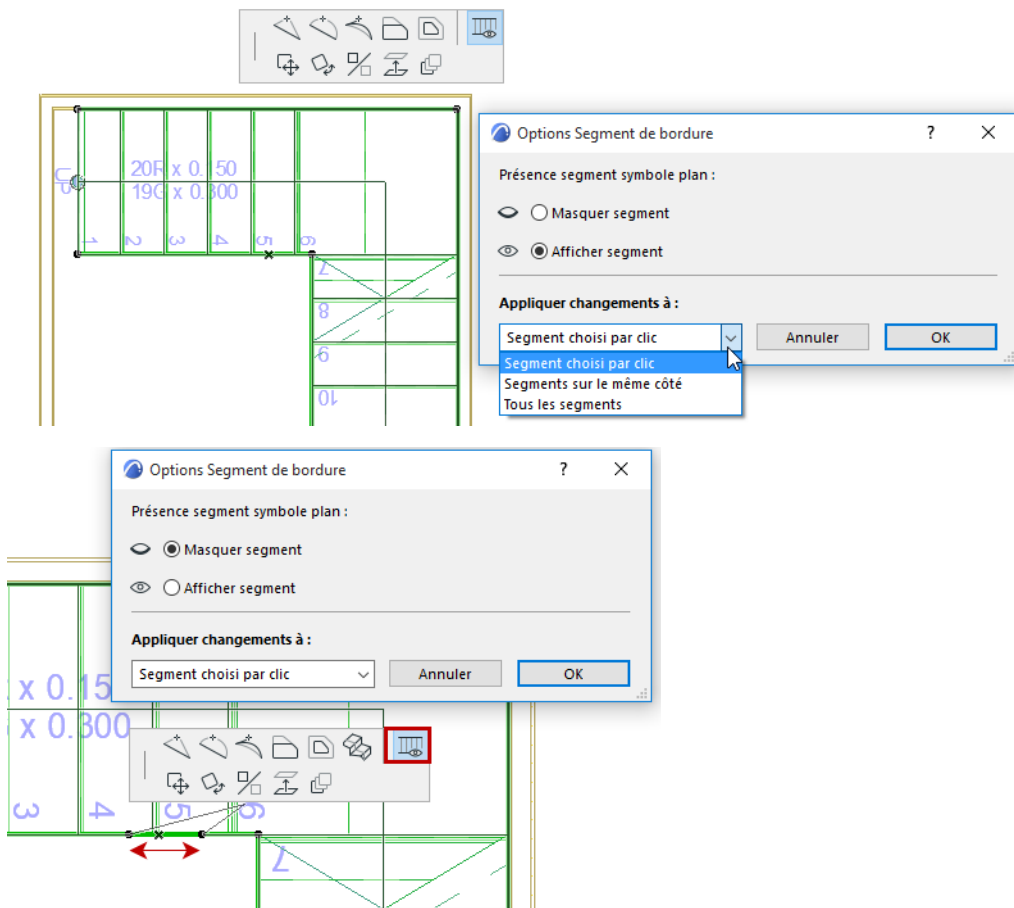 Options Segment de bordure ?
Présence segment symbole plan :
Masquer segment
Afficher segment
Appliquer changements à :
Segment choisi par clic Annuler OK
Segment choisi par clic
Segments sur le même côté
Tous les segments
20R x 0.150
19G x 0.300
UP
1 2 3 4 5 6
7
8
9
10
Options Segment de bordure ?
Présence segment symbole plan :
Masquer segment
Afficher segment
Appliquer changements à :
Segment choisi par clic Annuler OK
x 0.15
x 0.300
3 4 5 6
7